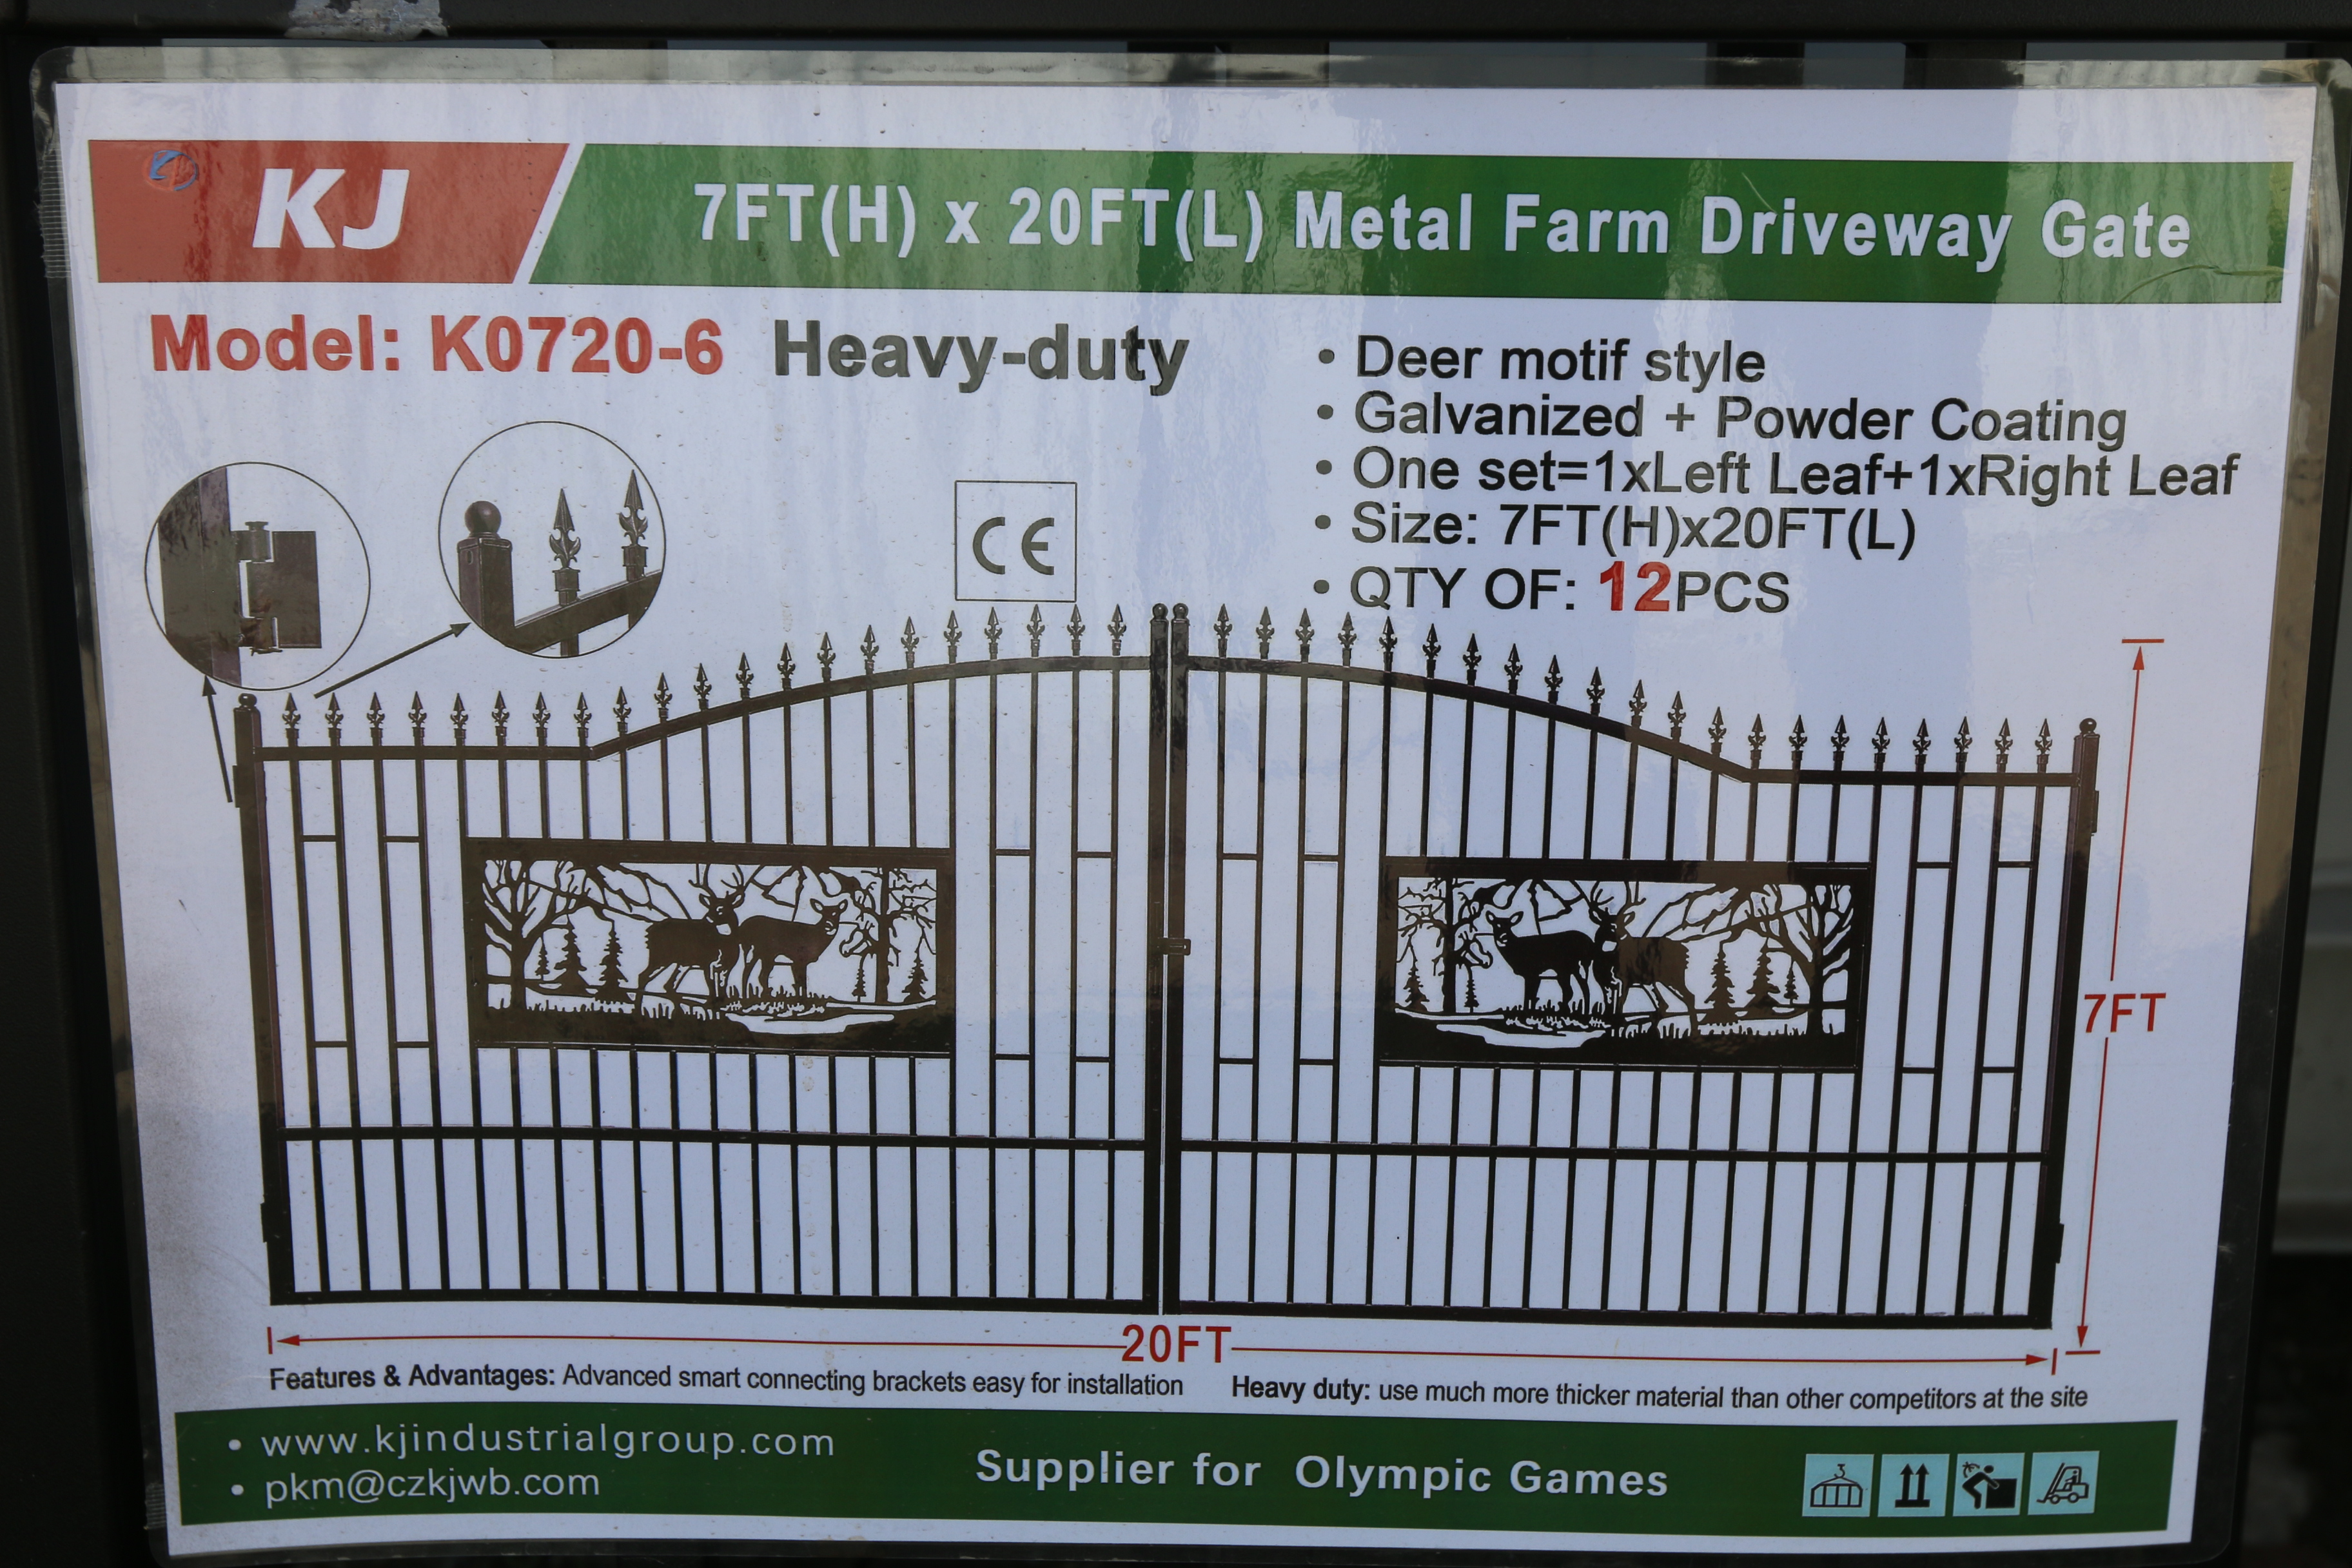 KJ
7FT(H) x 20FT(L) Metal Farm Driveway Gate
Model: K0720-6 Heavy-duty
• Deer motif style
• Galvanized + Powder Coating
• One set=1xLeft Leaf+1xRight Leaf
• Size: 7FT(H)x20FT(L)
• QTY OF: 12PCS
CE
7FT
20FT
Features & Advantages: Advanced smart connecting brackets easy for installation
Heavy duty: use much more thicker material than other competitors at the site
• www.kjindustrialgroup.com
• pkm@czkjwb.com
Supplier for Olympic Games